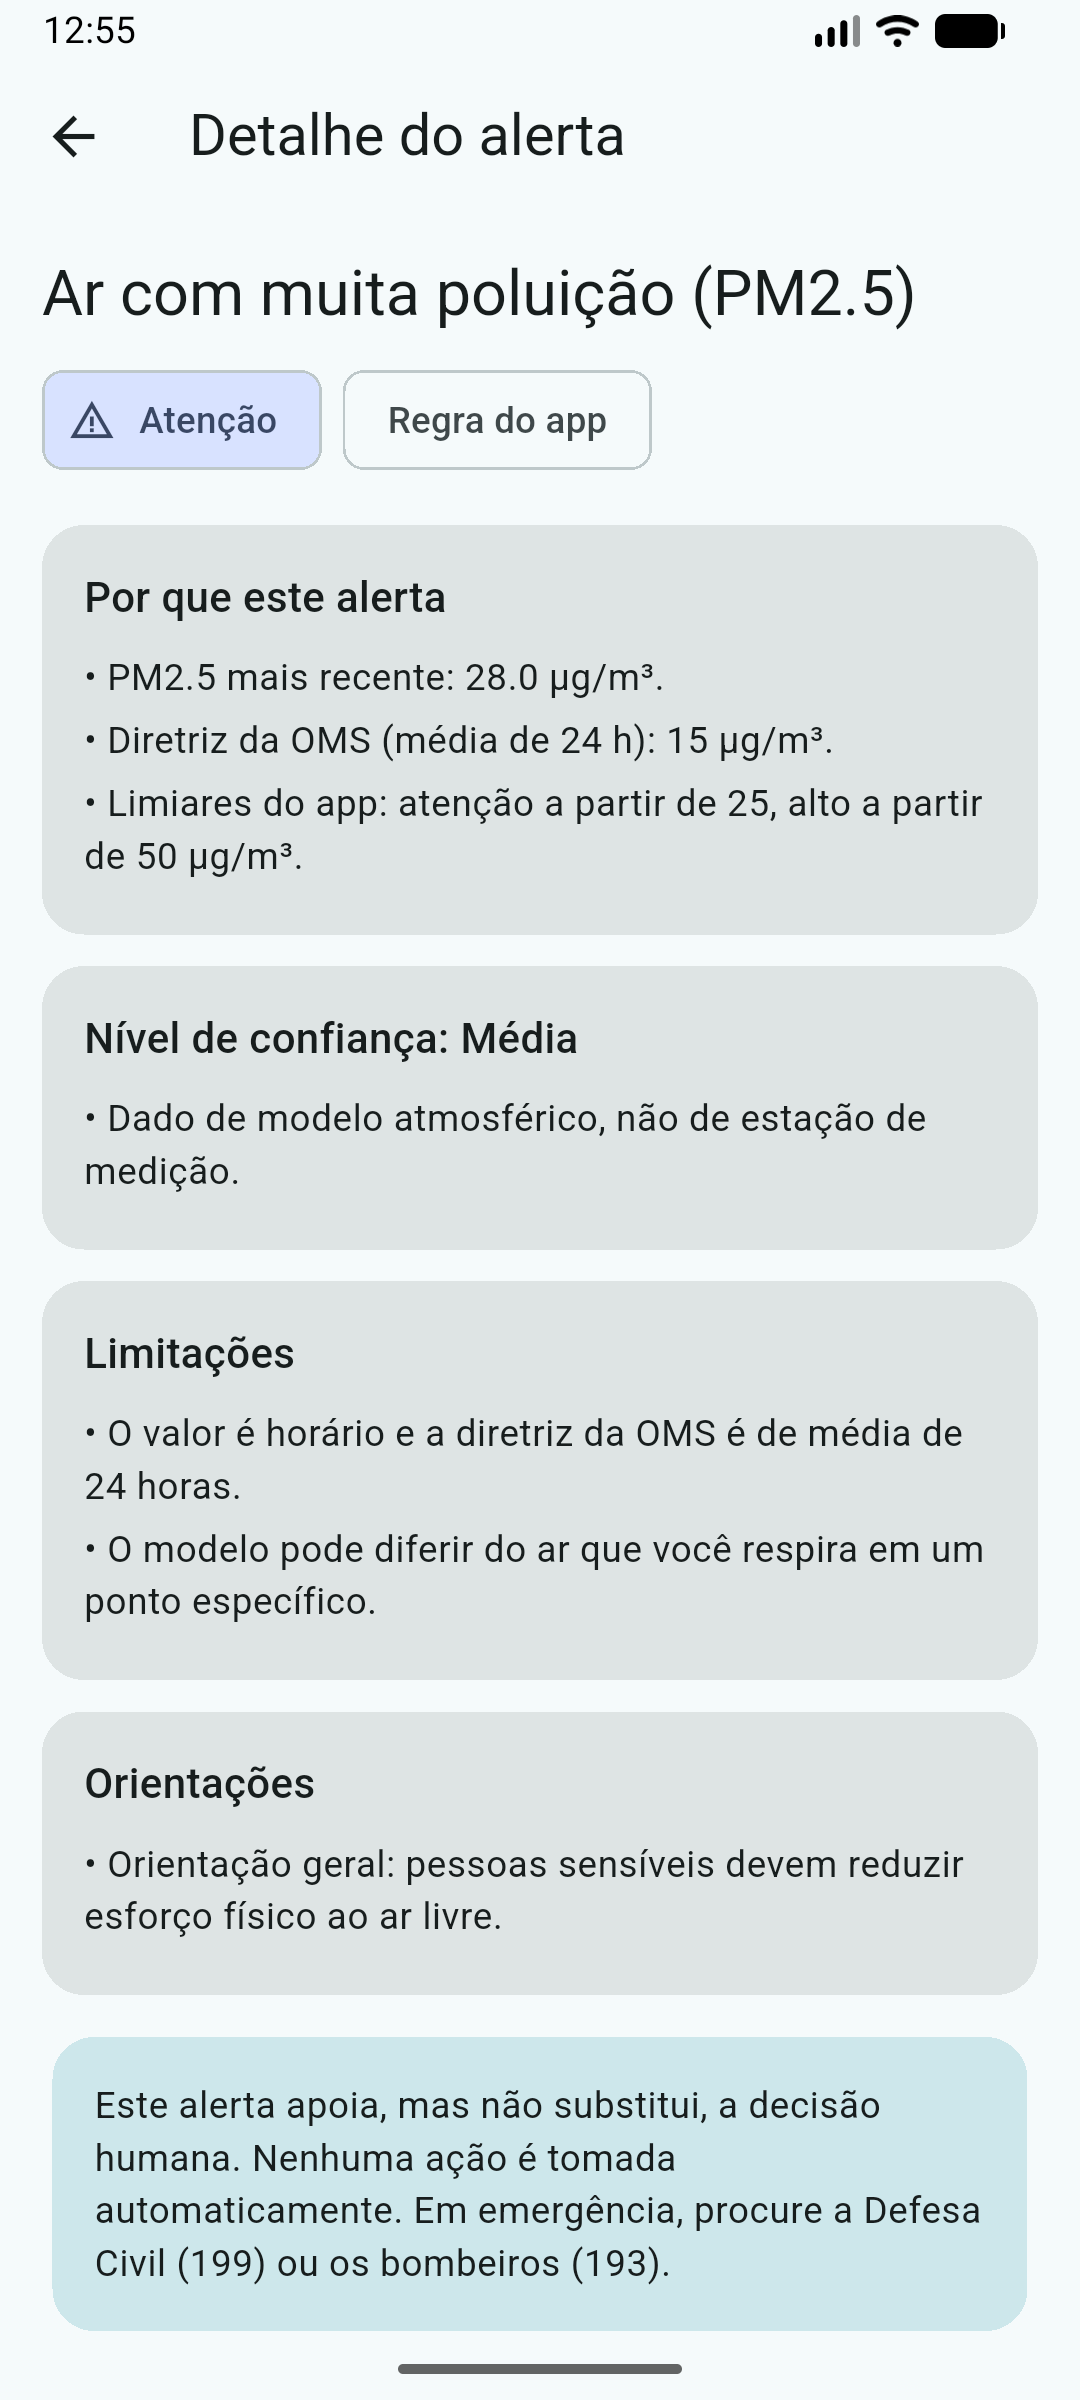 12:55
Detalhe do alerta
Ar com muita poluição (PM2.5)
Atenção
Regra do app
Por que este alerta
• PM2.5 mais recente: 28.0 µg/m³.
• Diretriz da OMS (média de 24 h): 15 µg/m³.
• Limiares do app: atenção a partir de 25, alto a partir
de 50 µg/m³.
Nível de confiança: Média
• Dado de modelo atmosférico, não de estação de
medição.
Limitações
• O valor é horário e a diretriz da OMS é de média de
24 horas.
• O modelo pode diferir do ar que você respira em um
ponto específico.
Orientações
• Orientação geral: pessoas sensíveis devem reduzir
esforço físico ao ar livre.
Este alerta apoia, mas não substitui, a decisão
humana. Nenhuma ação é tomada
automaticamente. Em emergência, procure a Defesa
Civil (199) ou os bombeiros (193).